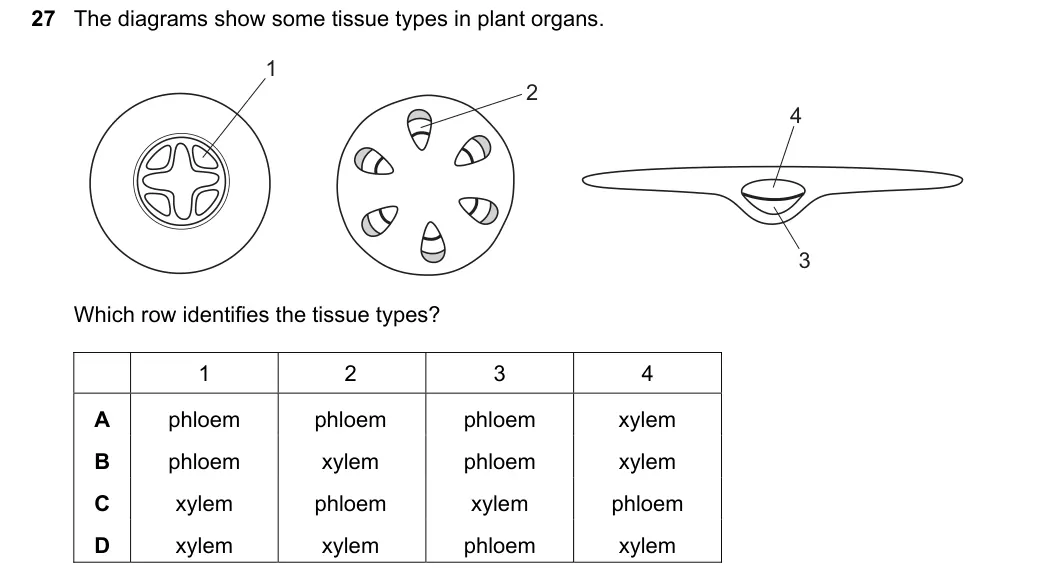 27 The diagrams show some tissue types in plant organs.
1
2
4
3
Which row identifies the tissue types?
1 2 3 4
A phloem phloem phloem xylem
B phloem xylem phloem xylem
C xylem phloem xylem phloem
D xylem xylem phloem xylem